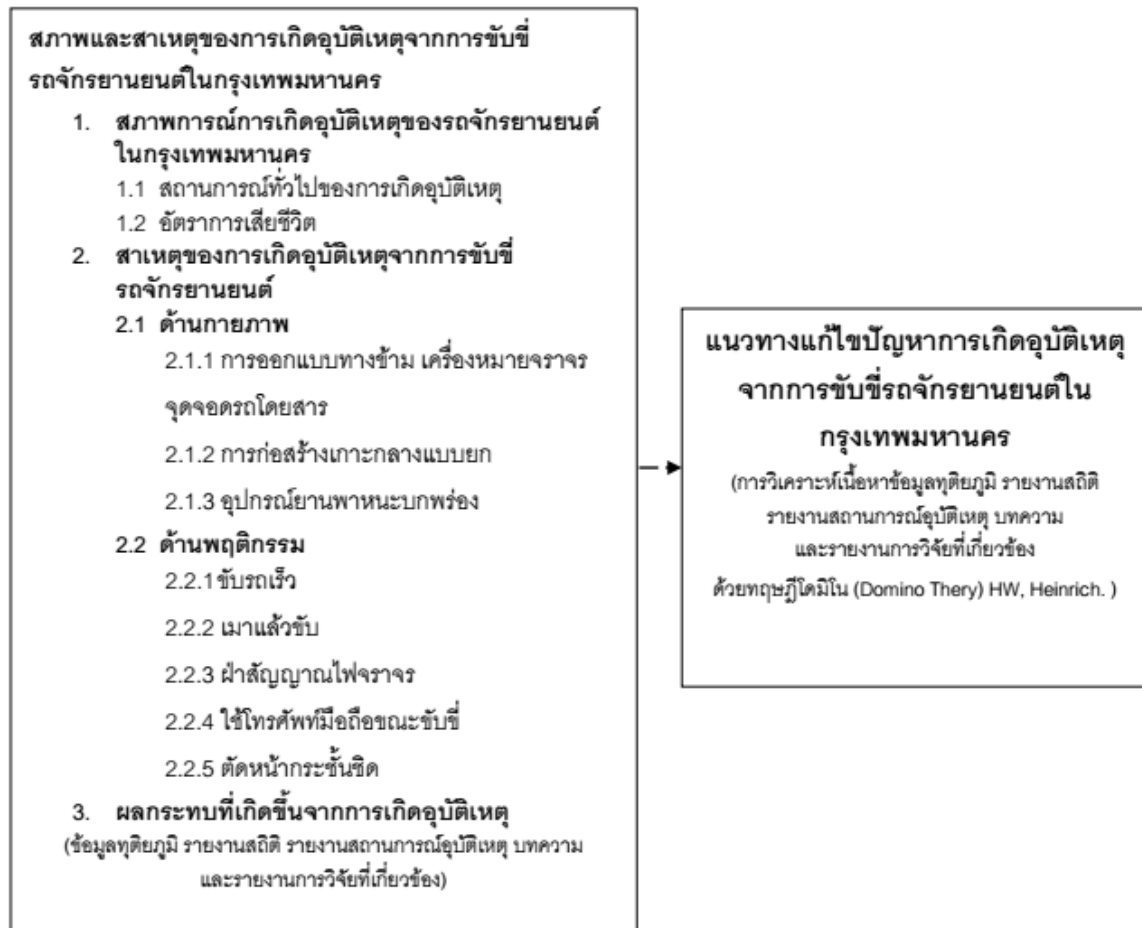 สภาพและสาเหตุของการเกิดอุบัติเหตุจากการขับขี่
รถจักรยานยนต์ในกรุงเทพมหานคร
1. สภาพการณ์การเกิดอุบัติเหตุของรถจักรยานยนต์
ในกรุงเทพมหานคร
1.1 สถานการณ์ทั่วไปของการเกิดอุบัติเหตุ
1.2 อัตราการเสียชีวิต
2. สาเหตุของการเกิดอุบัติเหตุจากการขับขี่
รถจักรยานยนต์
2.1 ด้านกายภาพ
2.1.1 การออกแบบทางข้าม เครื่องหมายจราจร
จุดจอดรถโดยสาร
2.1.2 การก่อสร้างเกาะกลางแบบยก
2.1.3 อุปกรณ์ยานพาหนะบกพร่อง
2.2 ด้านพฤติกรรม
2.2.1 ขับรถเร็ว
2.2.2 เมาแล้วขับ
2.2.3 ฝ่าสัญญาณไฟจราจร
2.2.4 ใช้โทรศัพท์มือถือขณะขับขี่
2.2.5 ตัดหน้ากระชั้นชิด
3. ผลกระทบที่เกิดขึ้นจากการเกิดอุบัติเหตุ
(ข้อมูลทุติยภูมิ รายงานสถิติ รายงานสถานการณ์อุบัติเหตุ บทความ
และรายงานการวิจัยที่เกี่ยวข้อง)
แนวทางแก้ไขปัญหาการเกิดอุบัติเหตุ
จากการขับขี่รถจักรยานยนต์ใน
กรุงเทพมหานคร
(การวิเคราะห์เนื้อหาข้อมูลทุติยภูมิ รายงานสถิติ
รายงานสถานการณ์อุบัติเหตุ บทความ
และรายงานการวิจัยที่เกี่ยวข้อง
ด้วยทฤษฎีโดมิโน (Domino Thery) HW, Heinrich. )